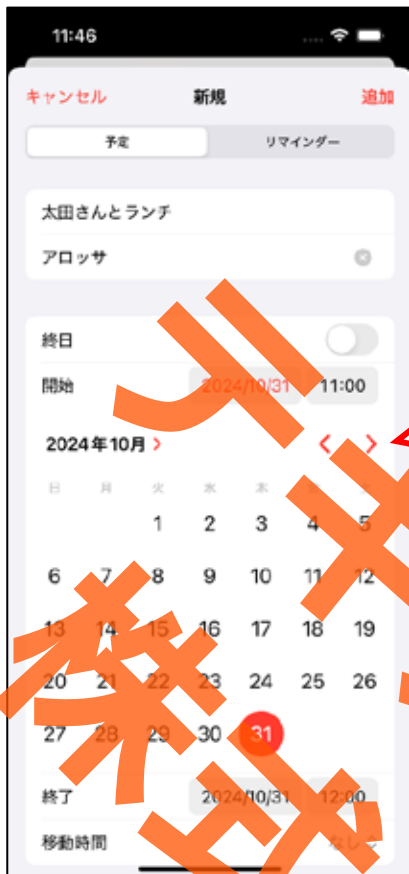 11:46
キャンセル 新規 追加
予定 リマインダー
太田さんとランチ
アロッサ
終日
開始 2024/10/31 11:00
2024年10月
日 月 火 水 木
1 2 3 4 5
6 7 8 9 10 11 12
13 14 15 16 17 18 19
20 21 22 23 24 25 26
27 28 29 30 31
終了 2024/10/31 12:00
移動時間 なし
株式